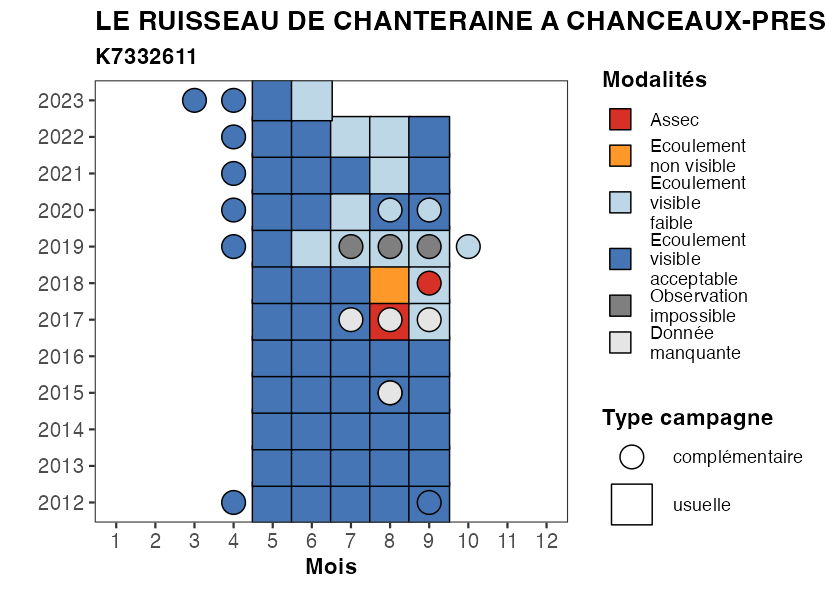 LE RUISSEAU DE CHANTERAINE A CHANCEAUX-PRES
K7332611
2023
2022
2021
2020
2019
2018
2017
2016
2015
2014
2013
2012
1 2 3 4 5 6 7 8 9 10 11 12
Mois
Modalités
Assec
Ecoulement
non visible
Ecoulement
visible
faible
Ecoulement
visible
acceptable
Observation
impossible
Donnée
manquante
Type campagne
complémentaire
usuelle